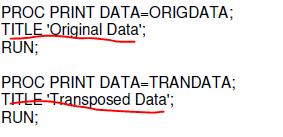 PROC PRINT DATA=ORIGDATA;
TITLE 'Original Data';
RUN;
PROC PRINT DATA=TRANDATA;
TITLE 'Transposed Data';
RUN;